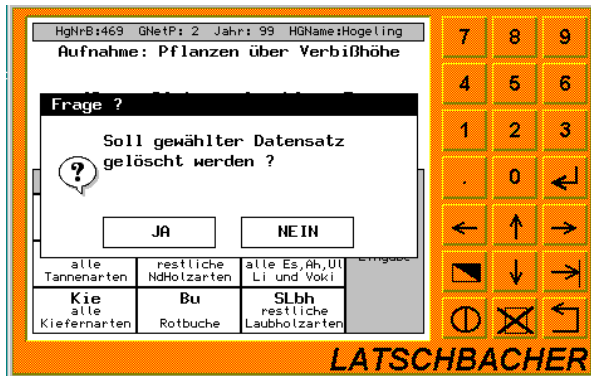 HgNrB:469 GNetP: 2 Jahr: 99 HGName:Hogeling
Aufnahme: Pflanzen über Verbißhöhe
Frage ?
Soll gewählter Datensatz
gelöscht werden ?
JA NEIN
alle
Tannenarten
restliche
NdHolzarten
alle Es,Ah,Ul
Li und Voki
Kie
alle
Kiefernarten
Bu
Rotbuche
SLbh
restliche
Laubholzarten
7 8 9
4 5 6
1 2 3
. 0
LATSCHBACHER